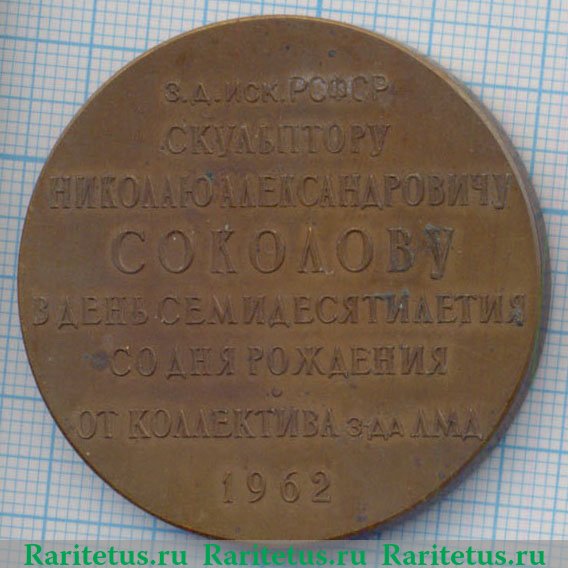 З.Д.ИСК.РСФСР
СКУЛЬПТОРУ
НИКОЛАЮ АЛЕКСАНДРОВИЧУ
СОКОЛОВУ
В ДЕНЬ СЕМИДЕСЯТИЛЕТИЯ
СО ДНЯ РОЖДЕНИЯ
ОТ КОЛЛЕКТИВА З-ДА ЛМД
1962
Raritetus.ru Raritetus.ru Raritetus.ru